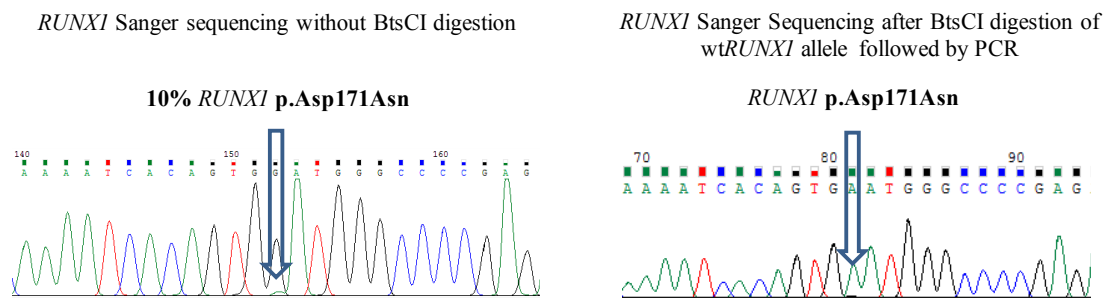 RUNX1 Sanger sequencing without BtsCI digestion
10% RUNX1 p.Asp171Asn
140 150 160
A A A A T C A C A G T G G A T G G G C C C C G A G
RUNX1 Sanger Sequencing after BtsCI digestion of
wtRUNX1 allele followed by PCR
RUNX1 p.Asp171Asn
70 80 90
A A A A T C A C A G T G A A T G G G C C C C G A G